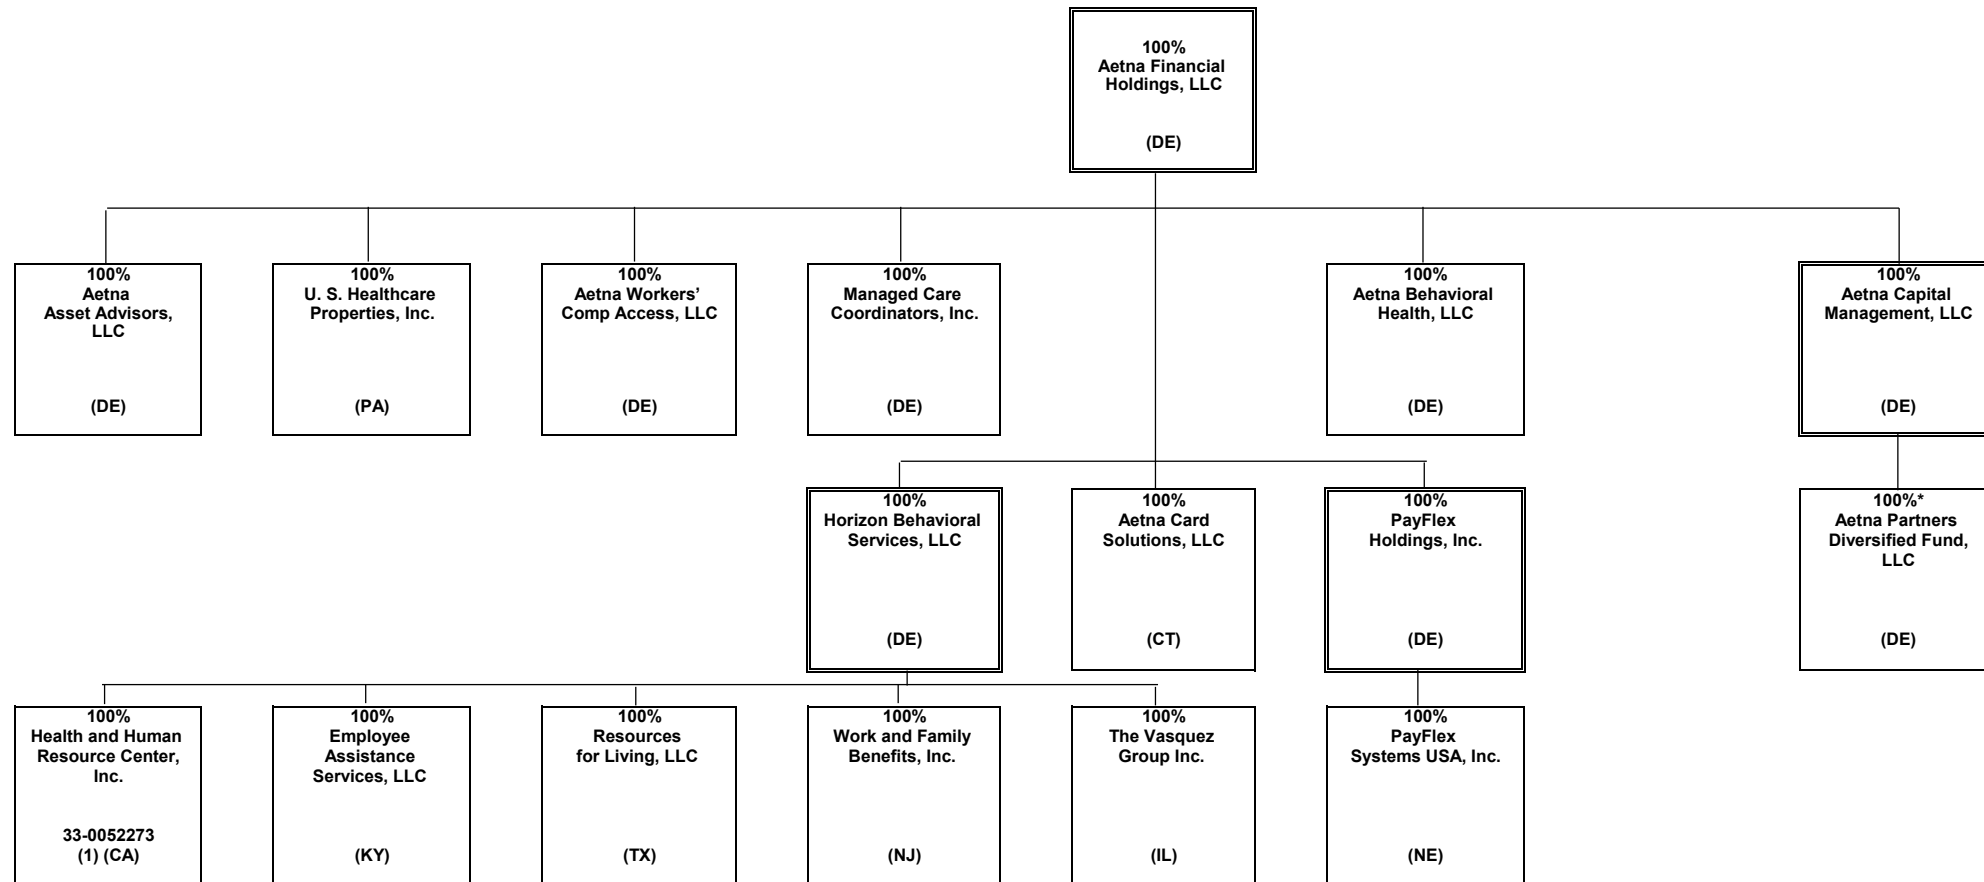 100%
Aetna Financial
Holdings, LLC
(DE)
100%
Aetna
Asset Advisors,
LLC
(DE)
100%
U. S. Healthcare
Properties, Inc.
(PA)
100%
Aetna Workers’
Comp Access, LLC
(DE)
100%
Managed Care
Coordinators, Inc.
(DE)
100%
Aetna Behavioral
Health, LLC
(DE)
100%
Aetna Capital
Management, LLC
(DE)
100%
Horizon Behavioral
Services, LLC
(DE)
100%
Aetna Card
Solutions, LLC
(CT)
100%
PayFlex
Holdings, Inc.
(DE)
100%*
Aetna Partners
Diversified Fund,
LLC
(DE)
100%
Health and Human
Resource Center,
Inc.
33-0052273
(1) (CA)
100%
Employee
Assistance
Services, LLC
(KY)
100%
Resources
for Living, LLC
(TX)
100%
Work and Family
Benefits, Inc.
(NJ)
100%
The Vasquez
Group Inc.
(IL)
100%
PayFlex
Systems USA, Inc.
(NE)